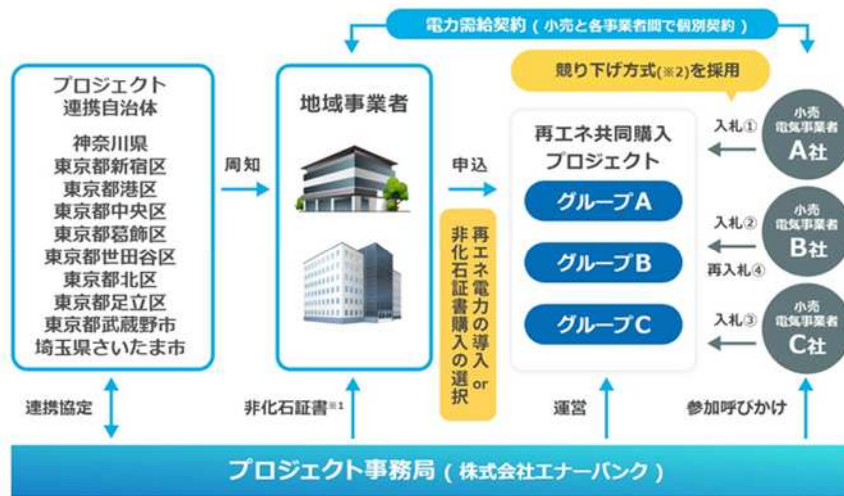 電力需給契約 ( 小売と各事業者間で個別契約 )
競り下げ方式(※2)を採用
プロジェクト
連携自治体
神奈川県
東京都新宿区
東京都港区
東京都中央区
東京都葛飾区
東京都世田谷区
東京都北区
東京都足立区
東京都武蔵野市
埼玉県さいたま市
周知
地域事業者
申込
再エネ電力の導入 or
非化石証書購入の選択
再エネ共同購入
プロジェクト
グループA
グループB
グループC
入札①
入札②
再入札④
入札③
小売
電気事業者
A社
小売
電気事業者
B社
小売
電気事業者
C社
連携協定
非化石証書※1
運営
参加呼びかけ
プロジェクト事務局 ( 株式会社エナーバンク )